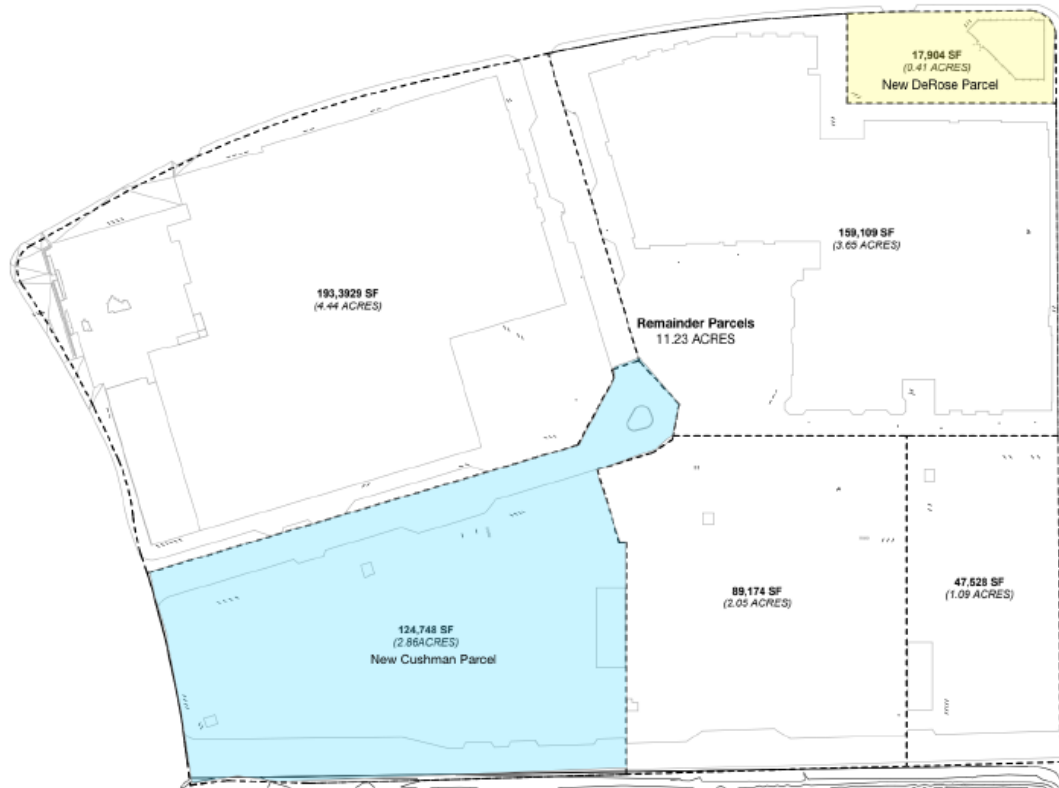 17,904 SF
(0.41 ACRES)
New DeRose Parcel
159,109 SF
(3.65 ACRES)
193,3929 SF
(4.44 ACRES)
Remainder Parcels
11.23 ACRES
89,174 SF
(2.05 ACRES)
47,528 SF
(1.09 ACRES)
124,748 SF
(2.86ACRES)
New Cushman Parcel